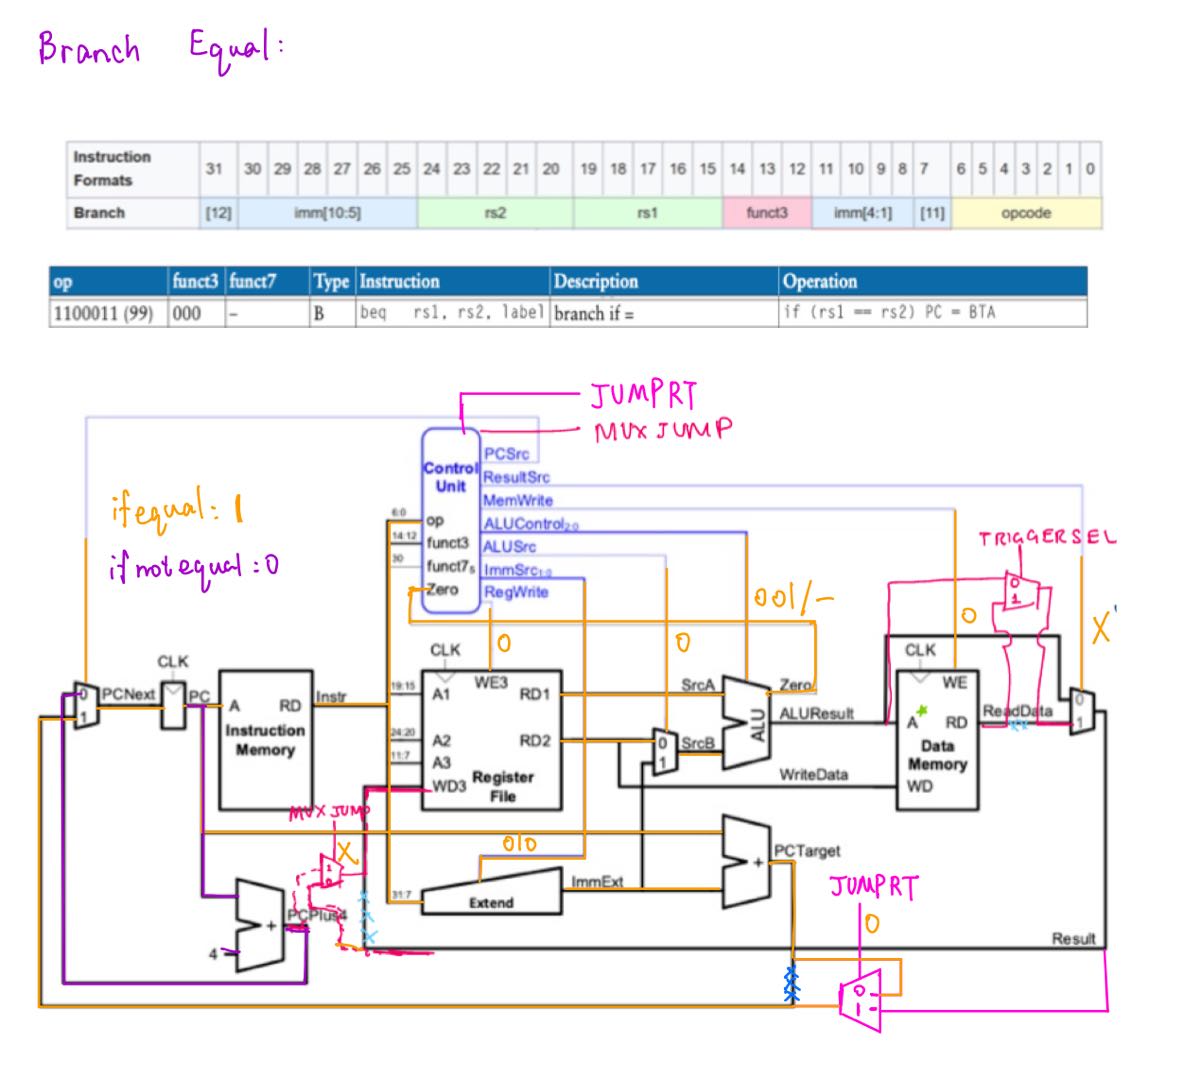 Branch Equal:
Instruction Formats 31 30 29 28 27 26 25 24 23 22 21 20 19 18 17 16 15 14 13 12 11 10 9 8 7 6 5 4 3 2 1 0
Branch [12] imm[10:5] rs2 rs1 funct3 imm[4:1] [11] opcode
op funct3 funct7 Type Instruction Description Operation
1100011 (99) 000 – B beq rs1, rs2, label branch if = if (rs1 == rs2) PC = BTA
JUMPRT
MUX JUMP
PCSrc
Control Unit
ResultSrc
MemWrite
ALUControl2:0
ALUSrc
ImmSrc1:0
RegWrite
6:0 op
14:12 funct3
30 funct75
Zero
if equal: 1
if not equal: 0
TRIGGERSEL
0
1
001/-
0
0
0
X
CLK
CLK
CLK
0
1
PCNext
PC
A RD
Instruction Memory
Instr
19:15 A1
24:20 A2
11:7 A3
WD3
WE3
RD1
RD2
Register File
SrcA
SrcB
0
1
Zero
ALU
ALUResult
WriteData
WE
A RD
Data Memory
WD
ReadData
0
1
MUX JUMP
X
1
0
010
+
PCTarget
31:7
Extend
ImmExt
PCPlus4
+
4
JUMPRT
0
Result
0
1